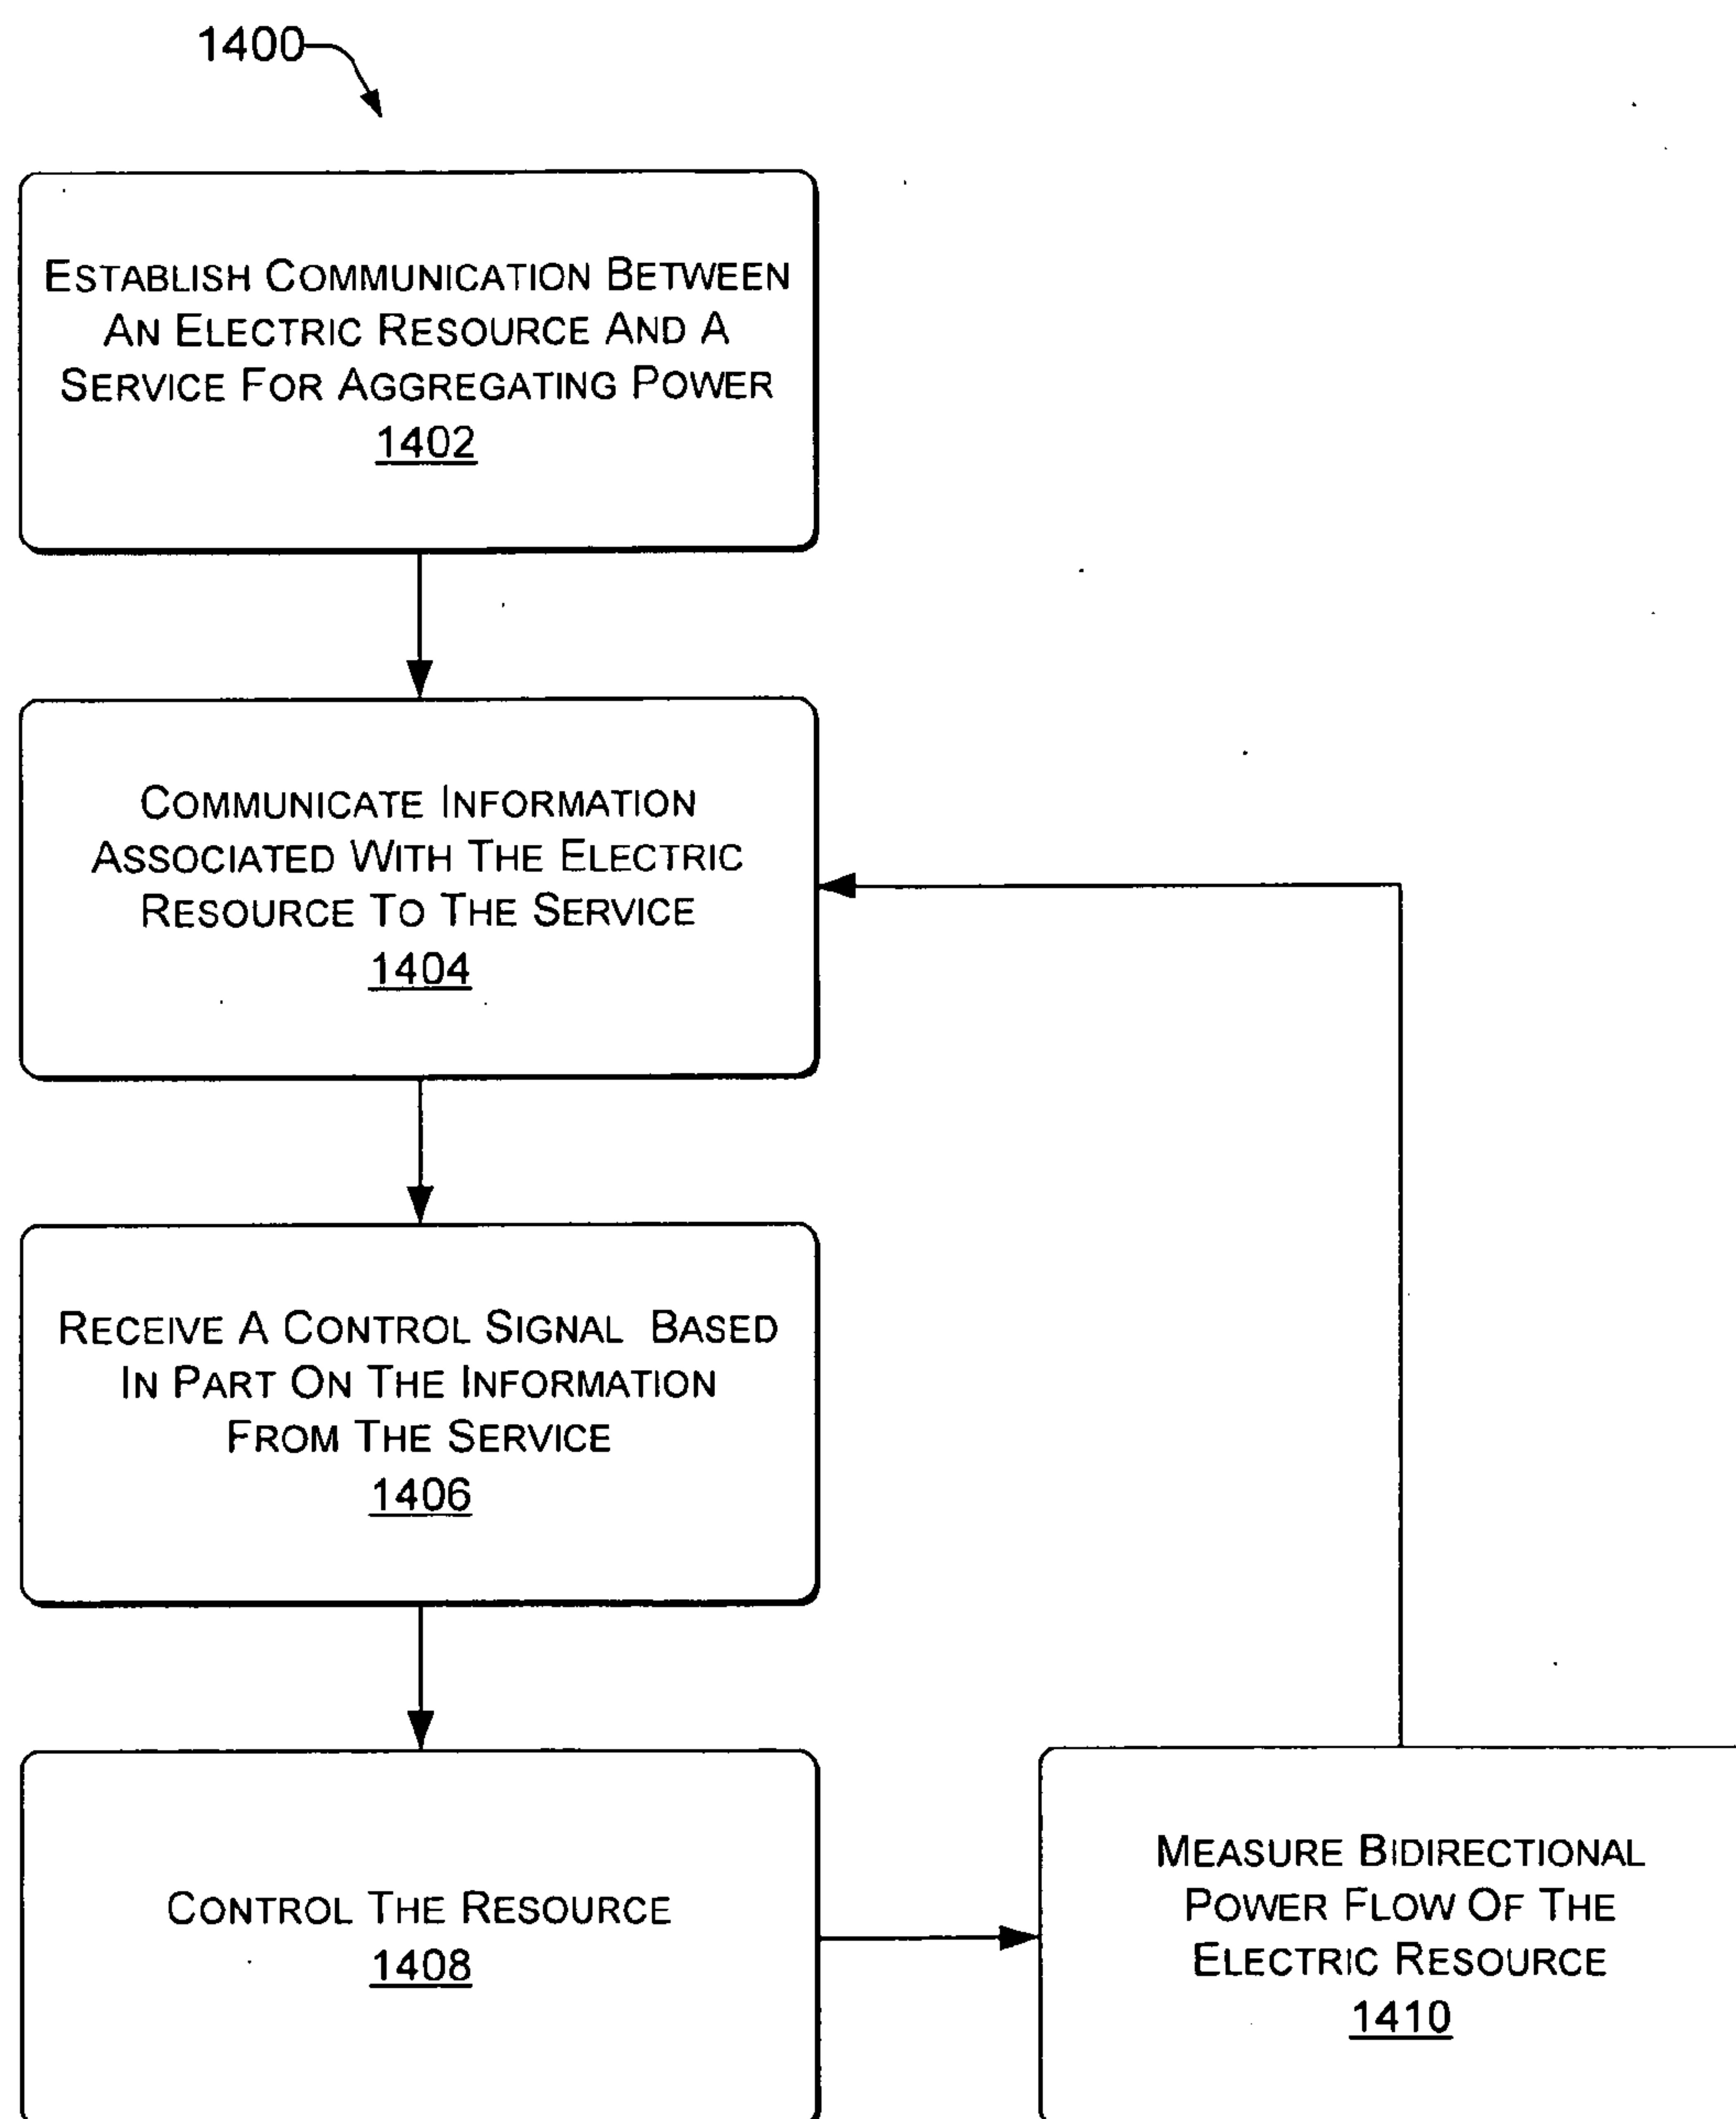 1400
ESTABLISH COMMUNICATION BETWEEN
AN ELECTRIC RESOURCE AND A
SERVICE FOR AGGREGATING POWER
1402
COMMUNICATE INFORMATION
ASSOCIATED WITH THE ELECTRIC
RESOURCE TO THE SERVICE
1404
RECEIVE A CONTROL SIGNAL BASED
IN PART ON THE INFORMATION
FROM THE SERVICE
1406
CONTROL THE RESOURCE
1408
MEASURE BIDIRECTIONAL
POWER FLOW OF THE
ELECTRIC RESOURCE
1410